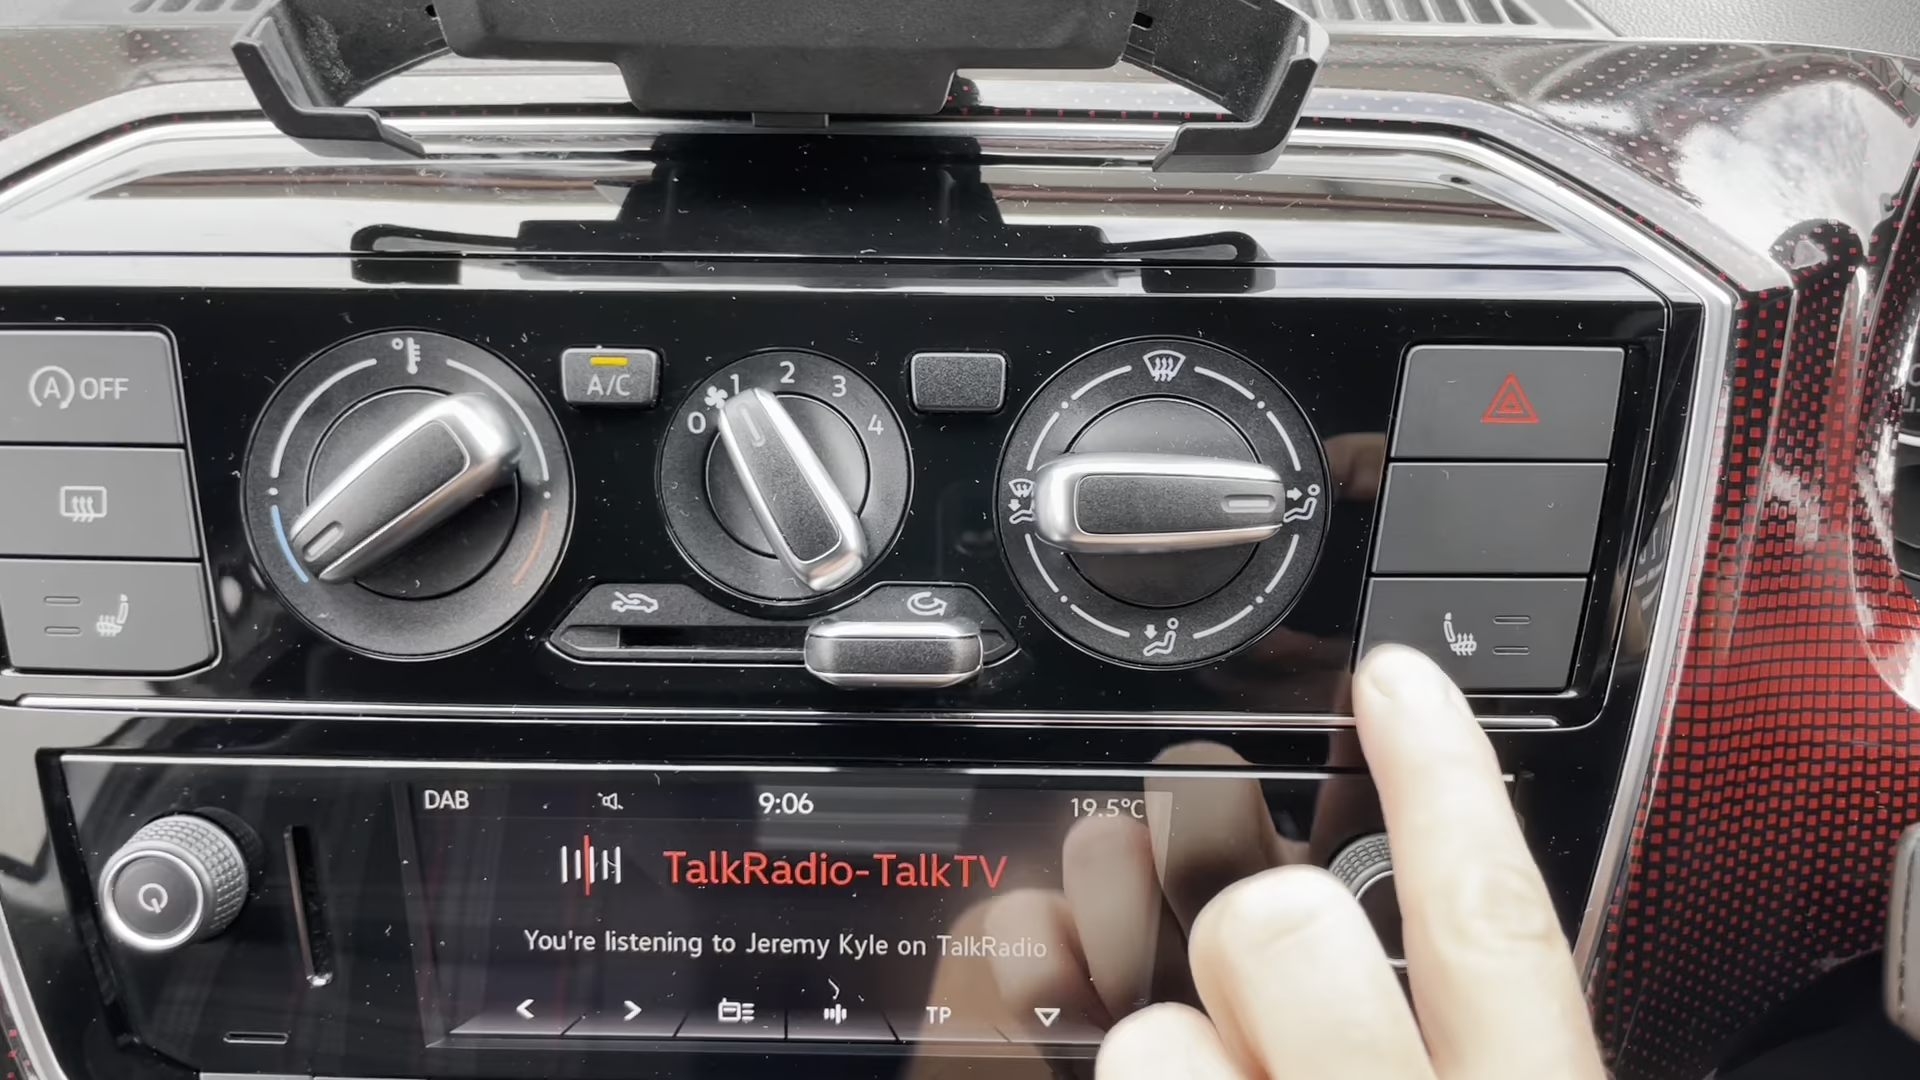 A OFF
A/C
0 1 2 3 4
DAB 9:06 19.5°C
TalkRadio-TalkTV
You're listening to Jeremy Kyle on TalkRadio
TP